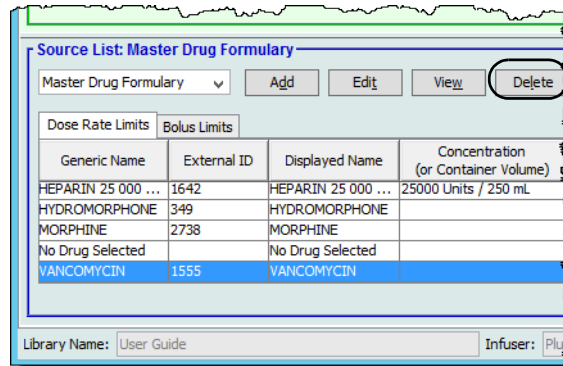 Source List: Master Drug Formulary
Master Drug Formulary Add Edit View Delete
Dose Rate Limits Bolus Limits
Generic Name External ID Displayed Name Concentration
(or Container Volume)
HEPARIN 25 000 ... 1642 HEPARIN 25 000 ... 25000 Units / 250 mL
HYDROMORPHONE 349 HYDROMORPHONE
MORPHINE 2738 MORPHINE
No Drug Selected No Drug Selected
VANCOMYCIN 1555 VANCOMYCIN
Library Name: User Guide Infuser: Plu